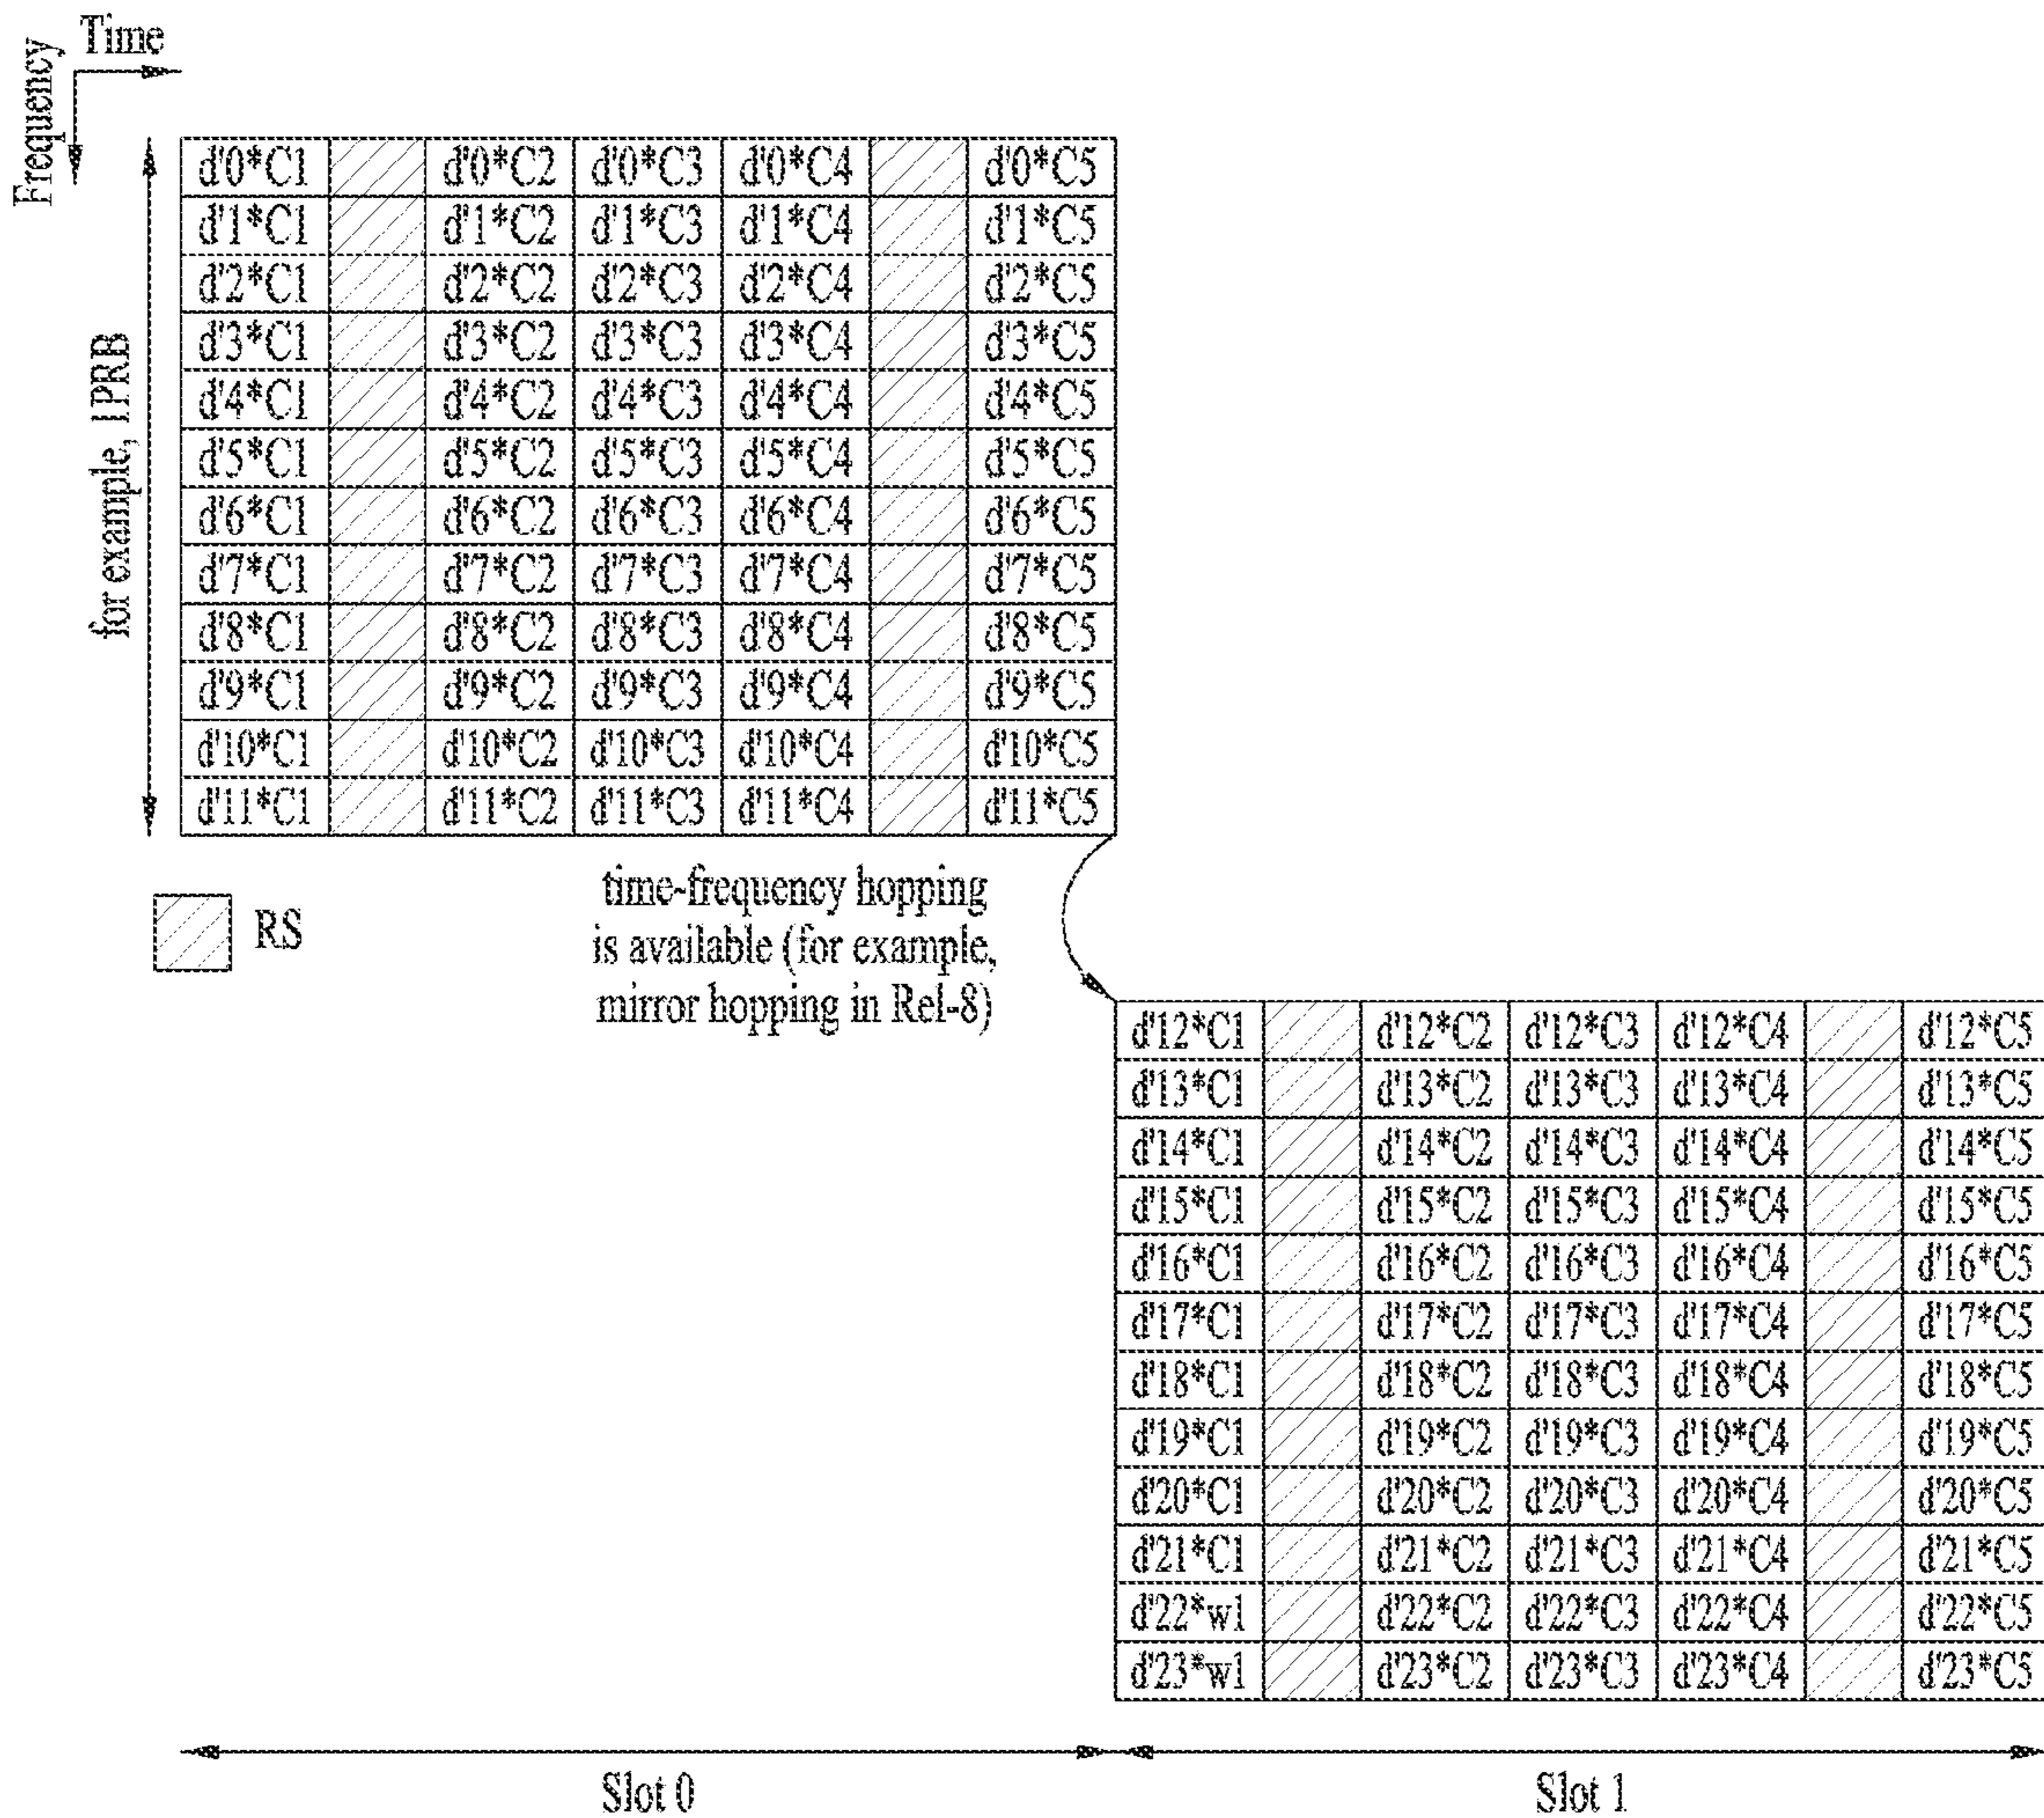 Time
Frequency
d'0*C1 d'0*C2 d'0*C3 d'0*C4 d'0*C5
d'1*C1 d'1*C2 d'1*C3 d'1*C4 d'1*C5
d'2*C1 d'2*C2 d'2*C3 d'2*C4 d'2*C5
d'3*C1 d'3*C2 d'3*C3 d'3*C4 d'3*C5
d'4*C1 d'4*C2 d'4*C3 d'4*C4 d'4*C5
d'5*C1 d'5*C2 d'5*C3 d'5*C4 d'5*C5
d'6*C1 d'6*C2 d'6*C3 d'6*C4 d'6*C5
d'7*C1 d'7*C2 d'7*C3 d'7*C4 d'7*C5
d'8*C1 d'8*C2 d'8*C3 d'8*C4 d'8*C5
d'9*C1 d'9*C2 d'9*C3 d'9*C4 d'9*C5
d'10*C1 d'10*C2 d'10*C3 d'10*C4 d'10*C5
d'11*C1 d'11*C2 d'11*C3 d'11*C4 d'11*C5
for example, 1PRB
RS
time-frequency hopping
is available (for example,
mirror hopping in Rel-8)
d'12*C1 d'12*C2 d'12*C3 d'12*C4 d'12*C5
d'13*C1 d'13*C2 d'13*C3 d'13*C4 d'13*C5
d'14*C1 d'14*C2 d'14*C3 d'14*C4 d'14*C5
d'15*C1 d'15*C2 d'15*C3 d'15*C4 d'15*C5
d'16*C1 d'16*C2 d'16*C3 d'16*C4 d'16*C5
d'17*C1 d'17*C2 d'17*C3 d'17*C4 d'17*C5
d'18*C1 d'18*C2 d'18*C3 d'18*C4 d'18*C5
d'19*C1 d'19*C2 d'19*C3 d'19*C4 d'19*C5
d'20*C1 d'20*C2 d'20*C3 d'20*C4 d'20*C5
d'21*C1 d'21*C2 d'21*C3 d'21*C4 d'21*C5
d'22*w1 d'22*C2 d'22*C3 d'22*C4 d'22*C5
d'23*w1 d'23*C2 d'23*C3 d'23*C4 d'23*C5
Slot 0 Slot 1